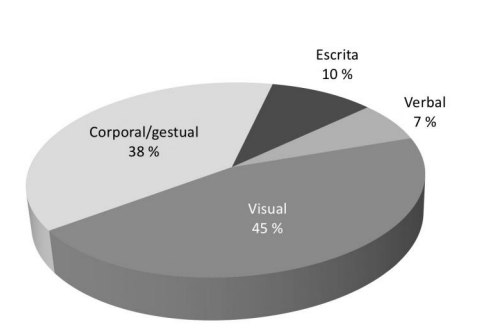 Escrita
10 %
Verbal
7 %
Corporal/gestual
38 %
Visual
45 %